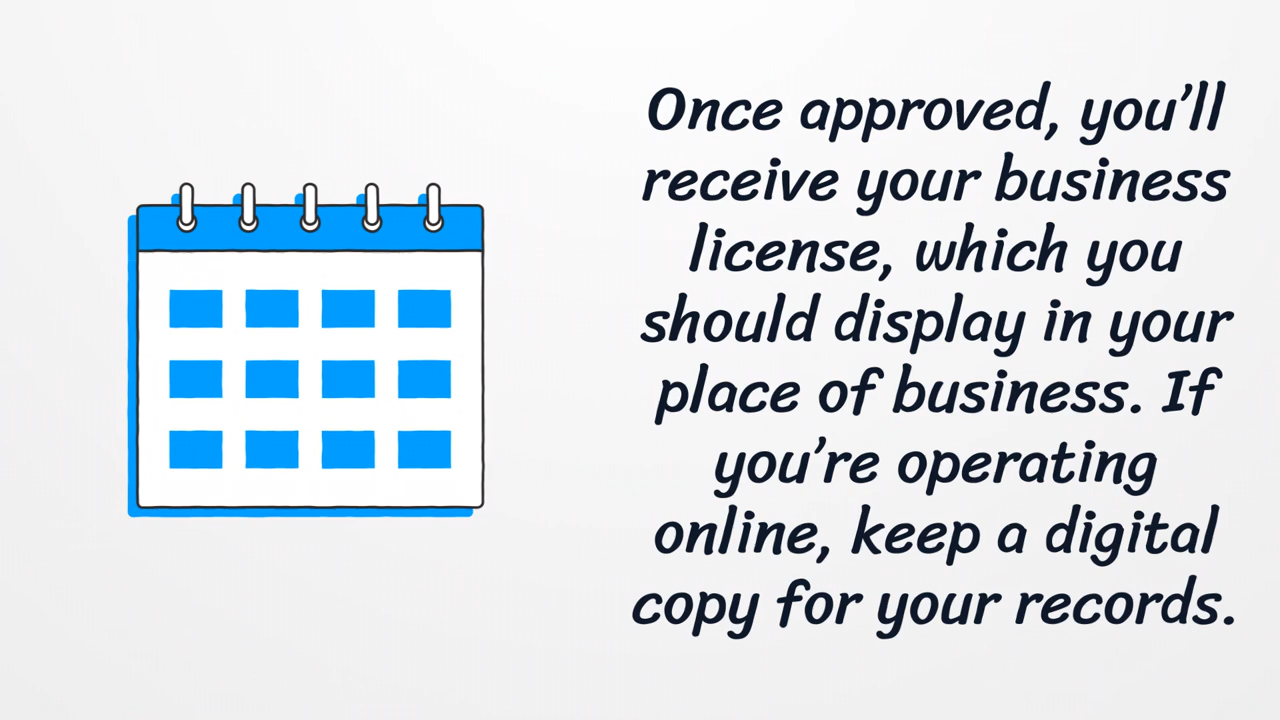 Once approved, you’ll
receive your business
license, which you
should display in your
place of business. If
you’re operating
online, keep a digital
copy for your records.